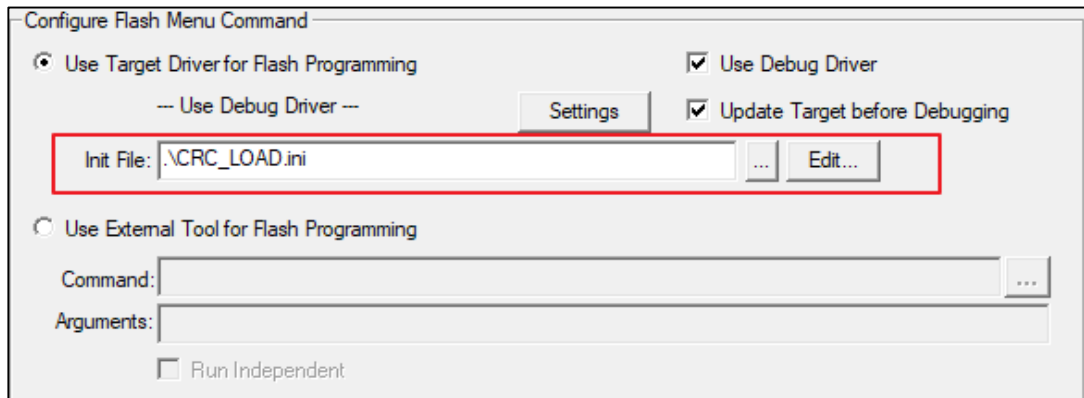 Configure Flash Menu Command
Use Target Driver for Flash Programming
Use Debug Driver
--- Use Debug Driver ---
Settings
Update Target before Debugging
Init File: .\CRC_LOAD.ini ... Edit...
Use External Tool for Flash Programming
Command: ...
Arguments:
Run Independent